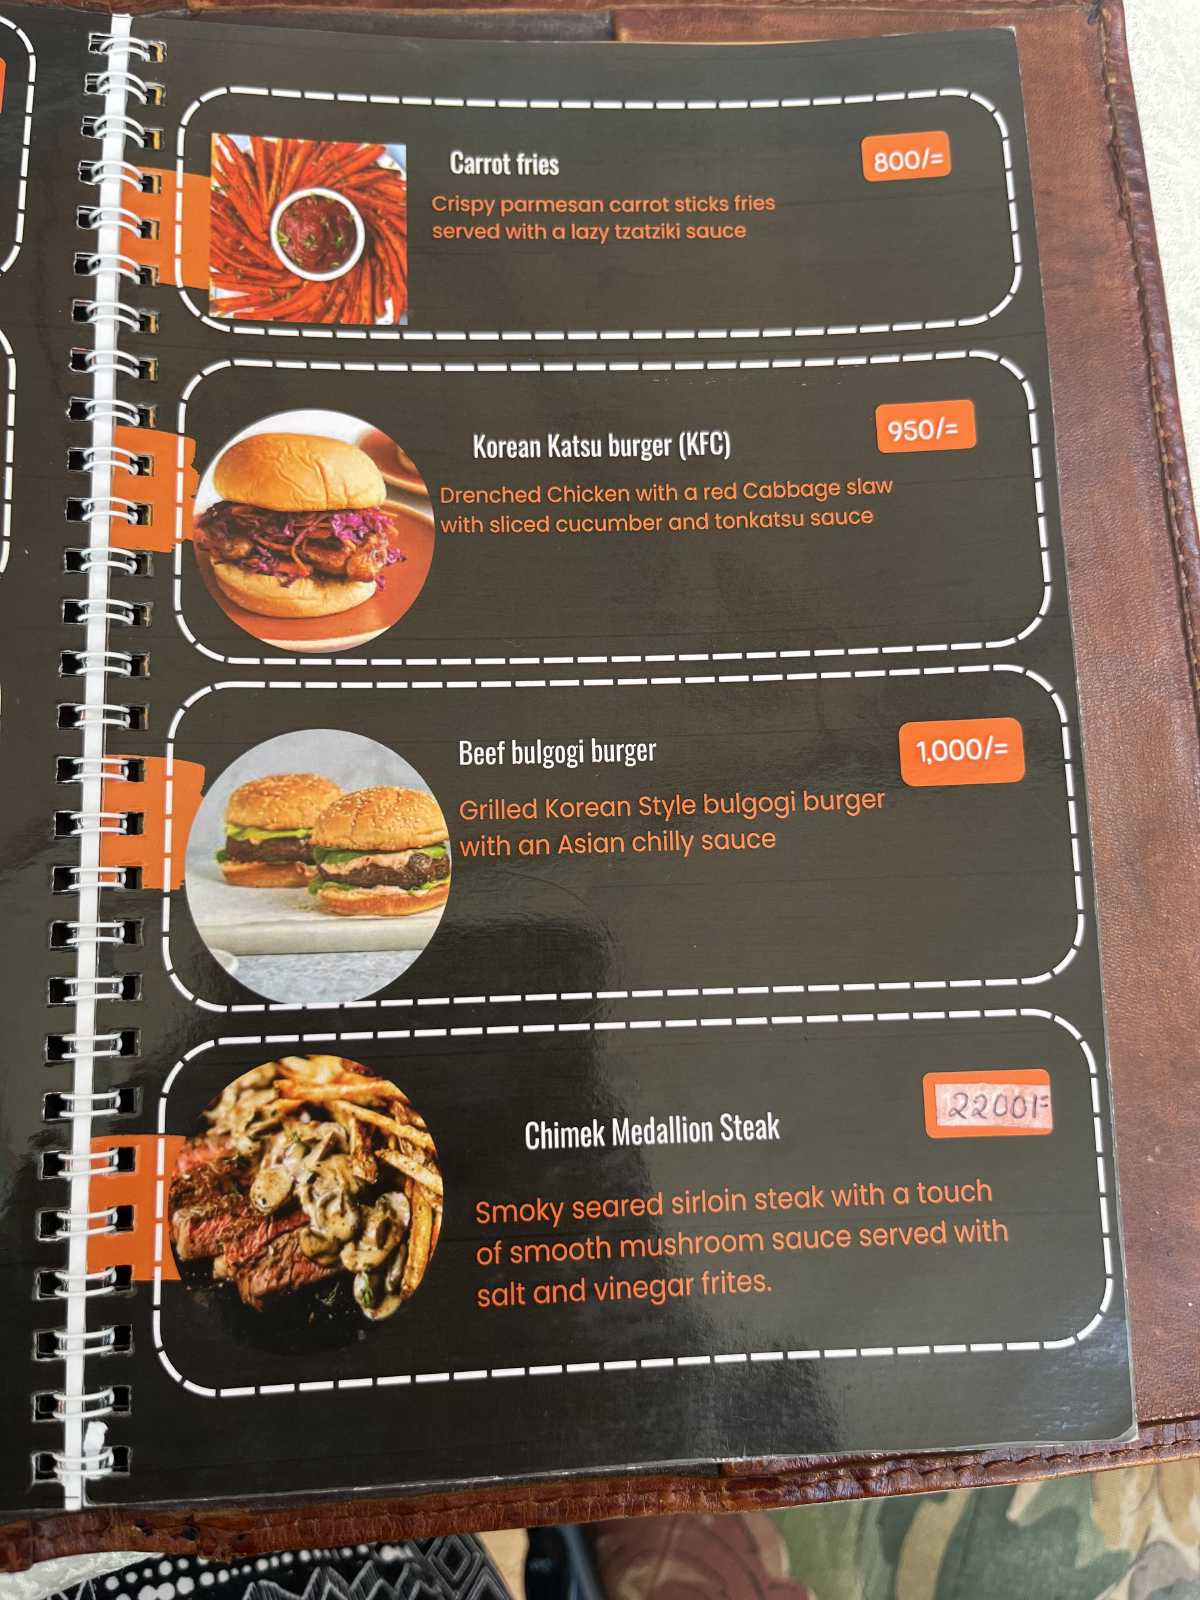 Carrot fries
800/=
Crispy parmesan carrot sticks fries
served with a lazy tzatziki sauce
Korean Katsu burger (KFC)
950/=
Drenched Chicken with a red Cabbage slaw
with sliced cucumber and tonkatsu sauce
Beef bulgogi burger
1,000/=
Grilled Korean Style bulgogi burger
with an Asian chilly sauce
Chimek Medallion Steak
2200/=
Smoky seared sirloin steak with a touch
of smooth mushroom sauce served with
salt and vinegar frites.